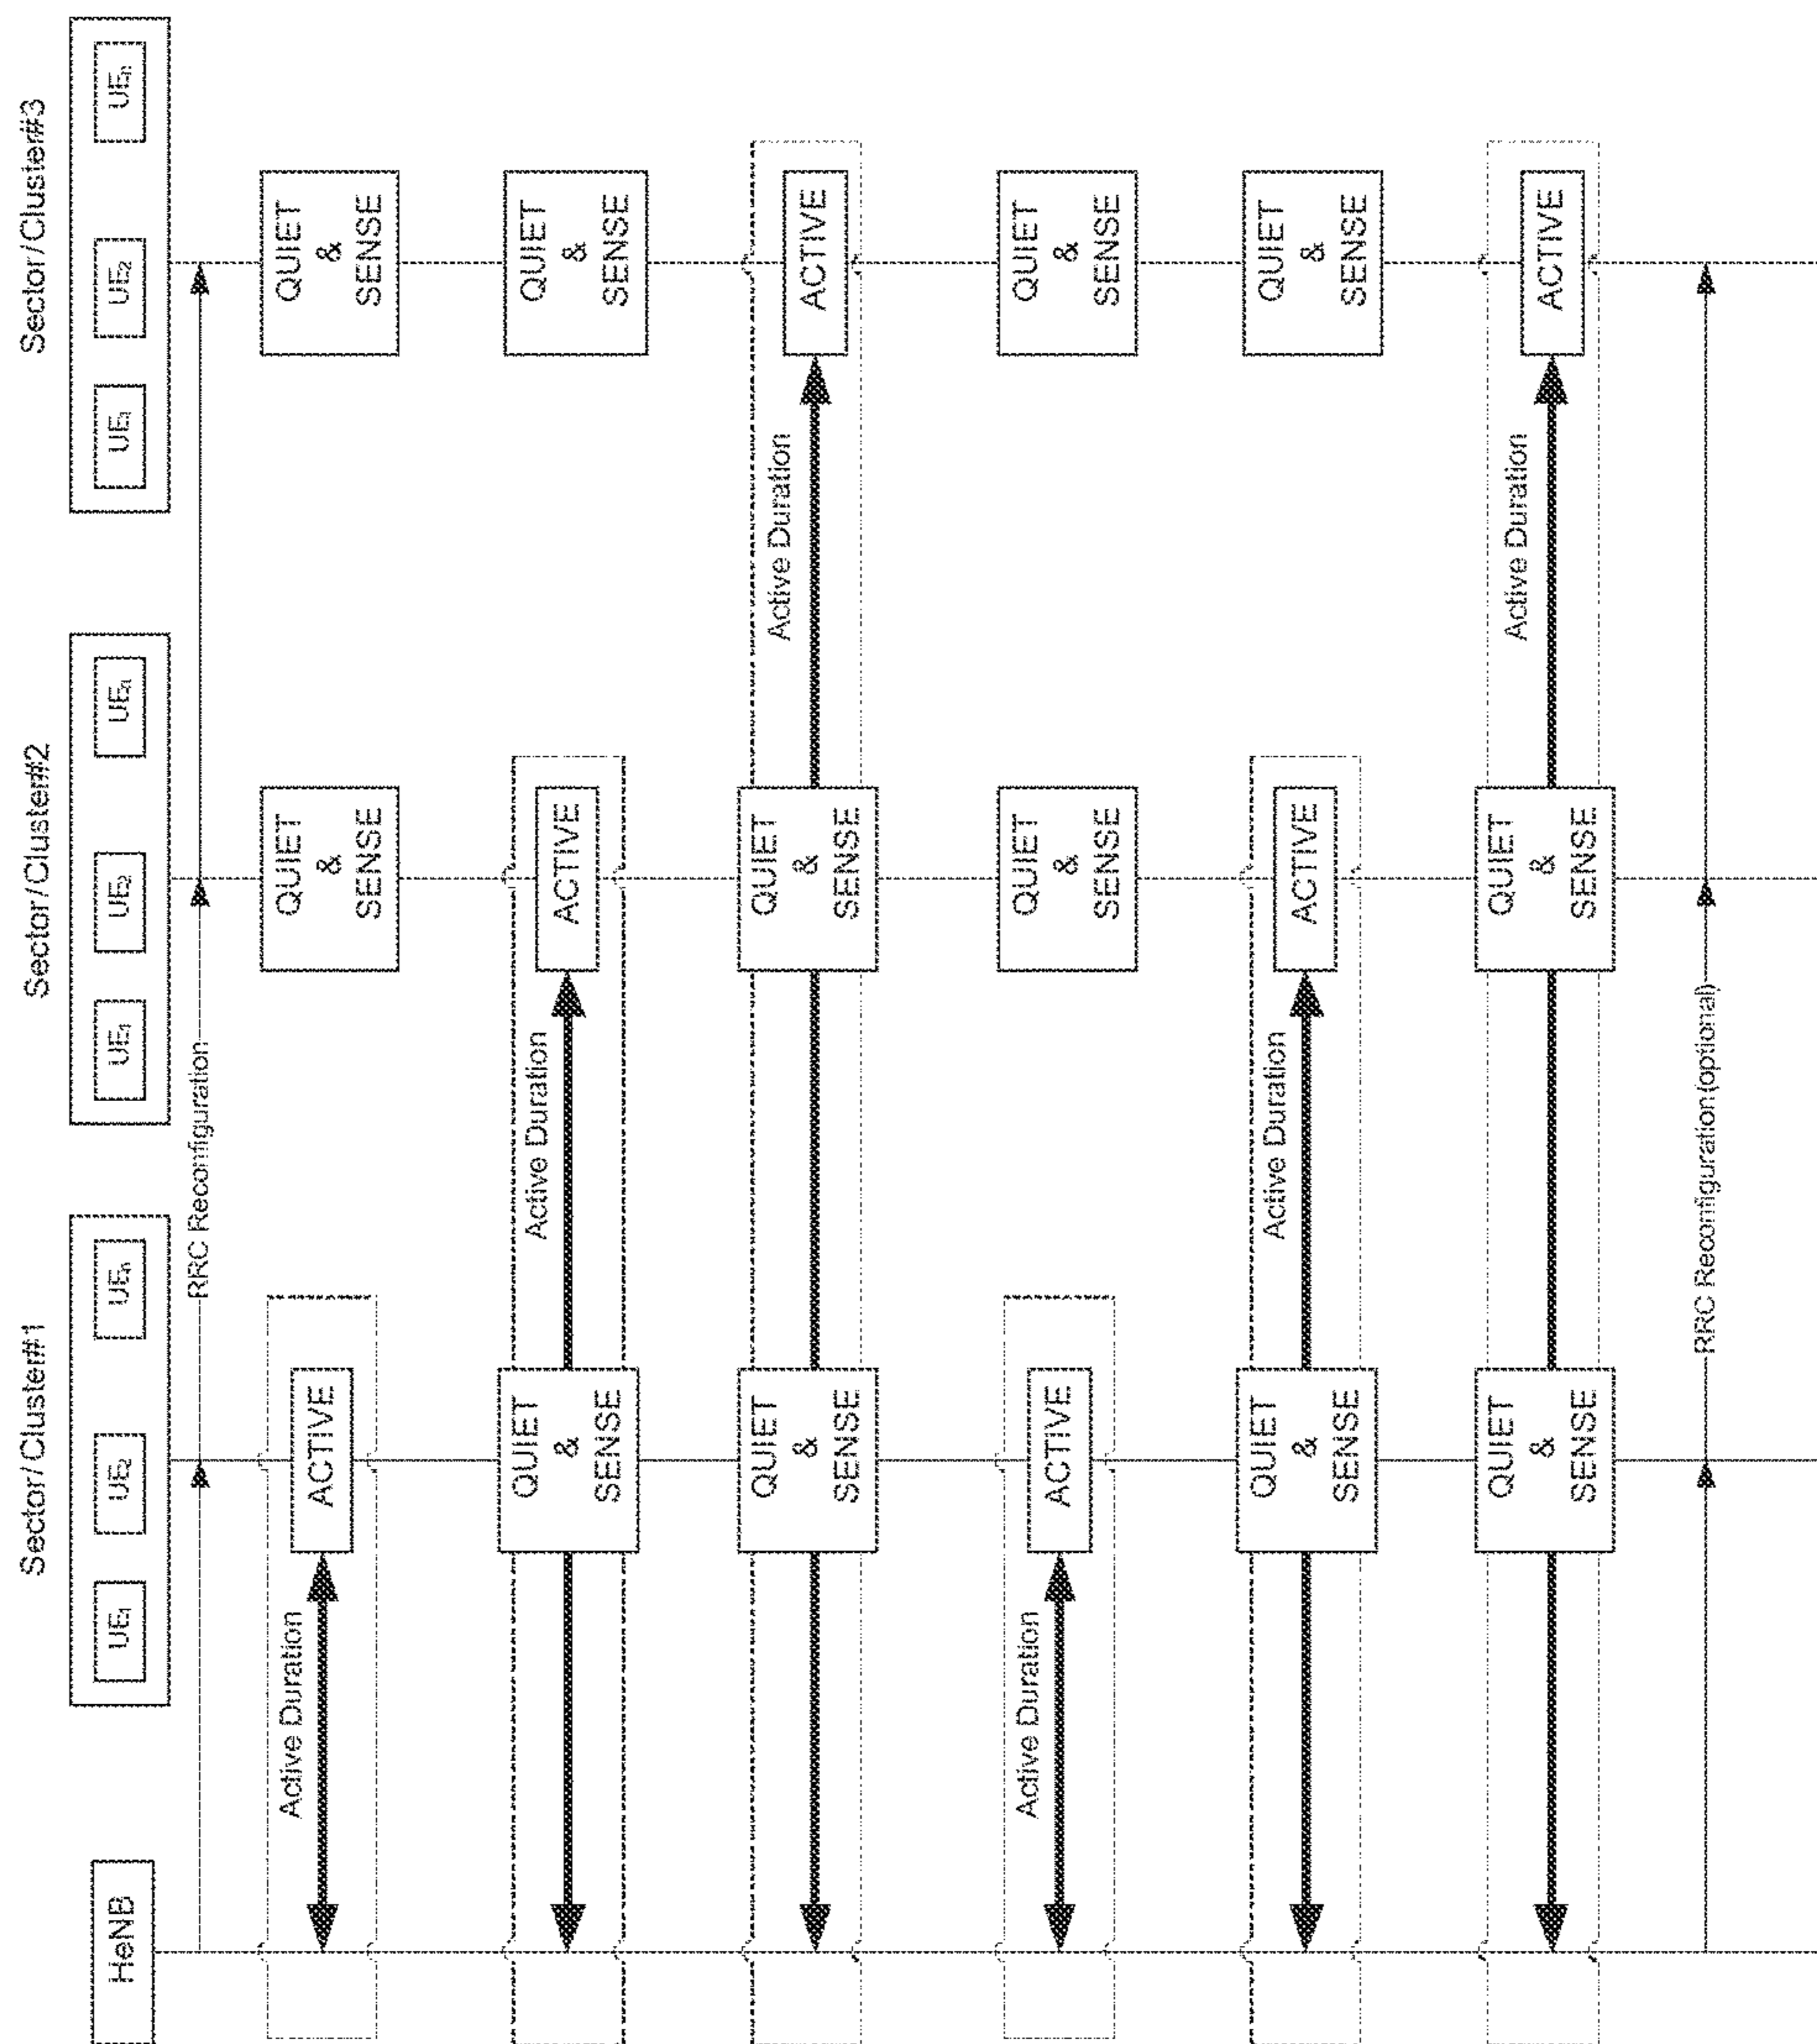 Sector/Cluster#1
Sector/Cluster#2
Sector/Cluster#3
HeNB
UE₁
UE₂
UEₙ
UE₁
UE₂
UEₙ
UE₁
UE₂
UEₙ
RRC Reconfiguration
Active Duration
ACTIVE
QUIET
&
SENSE
QUIET
&
SENSE
QUIET
&
SENSE
Active Duration
ACTIVE
QUIET
&
SENSE
QUIET
&
SENSE
QUIET
&
SENSE
Active Duration
ACTIVE
Active Duration
ACTIVE
QUIET
&
SENSE
QUIET
&
SENSE
QUIET
&
SENSE
Active Duration
ACTIVE
QUIET
&
SENSE
QUIET
&
SENSE
QUIET
&
SENSE
Active Duration
ACTIVE
RRC Reconfiguration (optional)